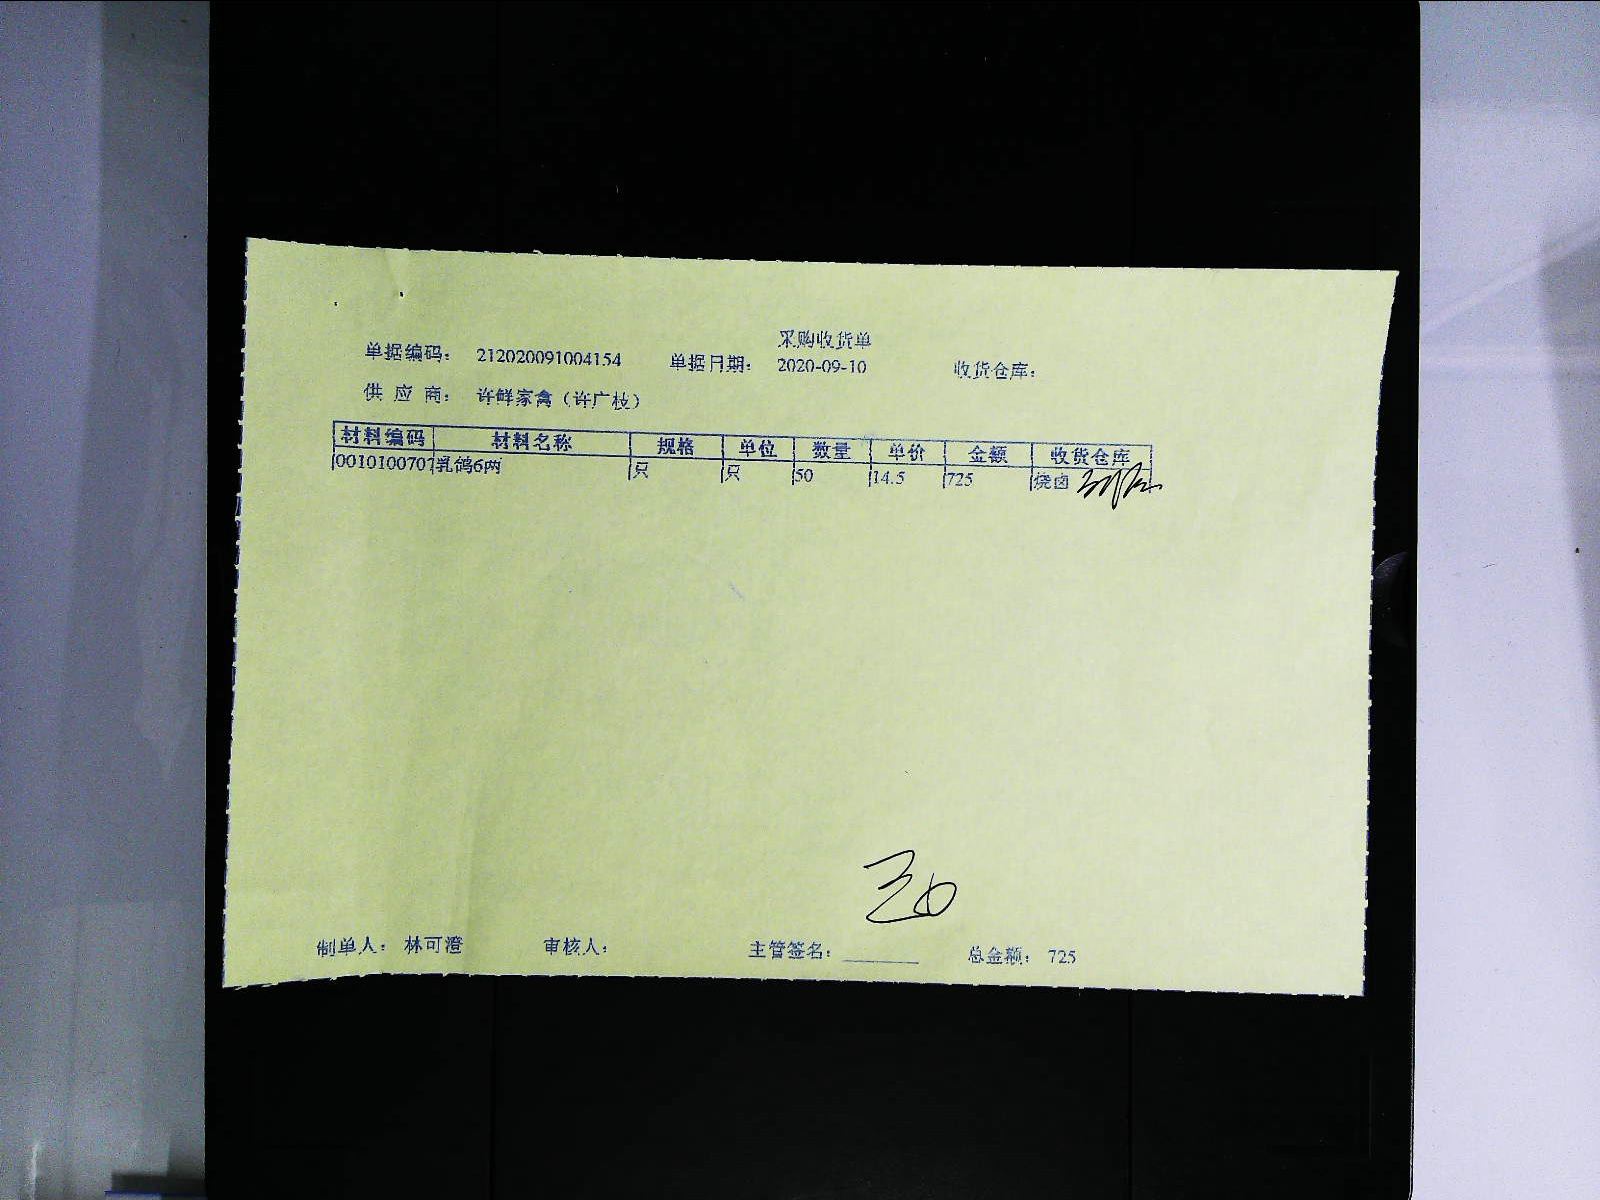 采购收货单
单据编码： 212020091004154 单据日期： 2020-09-10 收货仓库：
供 应 商： 许鲜家禽（许广枝）
材料编码 材料名称 规格 单位 数量 单价 金额 收货仓库
0010100707 乳鸽6两 只 只 50 14.5 725 烧卤
制单人： 林可澄 审核人： 主管签名： 总金额： 725